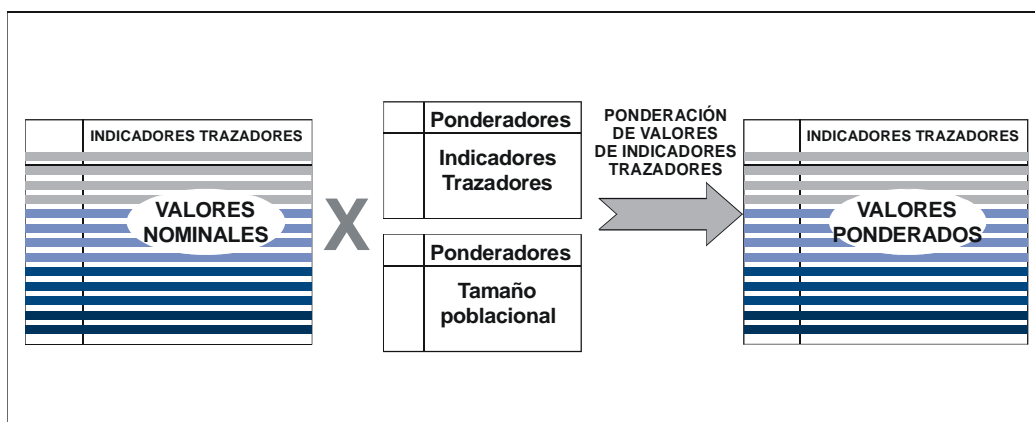 INDICADORES TRAZADORES
VALORES
NOMINALES
X
Ponderadores
Indicadores
Trazadores
Ponderadores
Tamaño
poblacional
PONDERACIÓN
DE VALORES
DE INDICADORES
TRAZADORES
INDICADORES TRAZADORES
VALORES
PONDERADOS